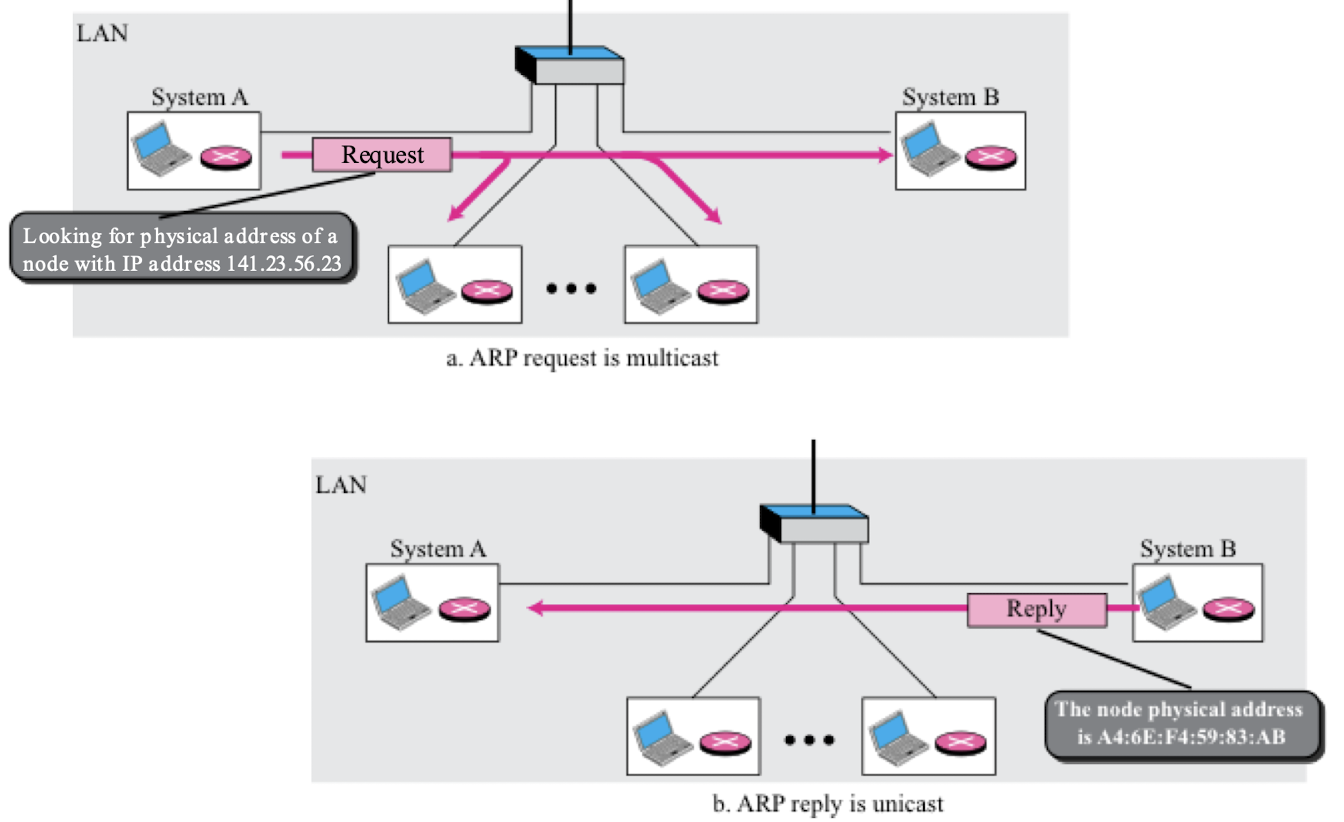 LAN
System A
System B
Request
Looking for physical address of a
node with IP address 141.23.56.23
a. ARP request is multicast
LAN
System A
System B
Reply
The node physical address
is A4:6E:F4:59:83:AB
b. ARP reply is unicast